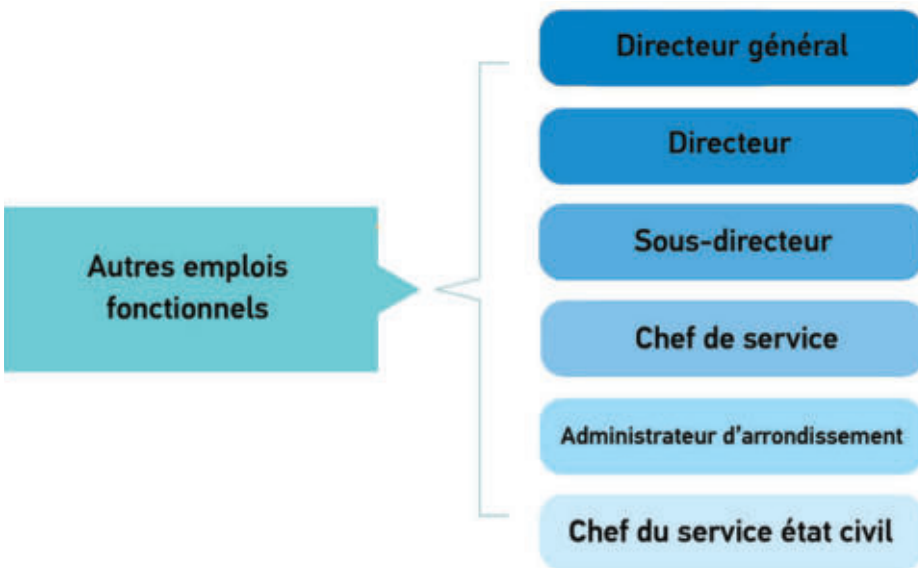 Autres emplois
fonctionnels
Directeur général
Directeur
Sous-directeur
Chef de service
Administrateur d'arrondissement
Chef du service état civil